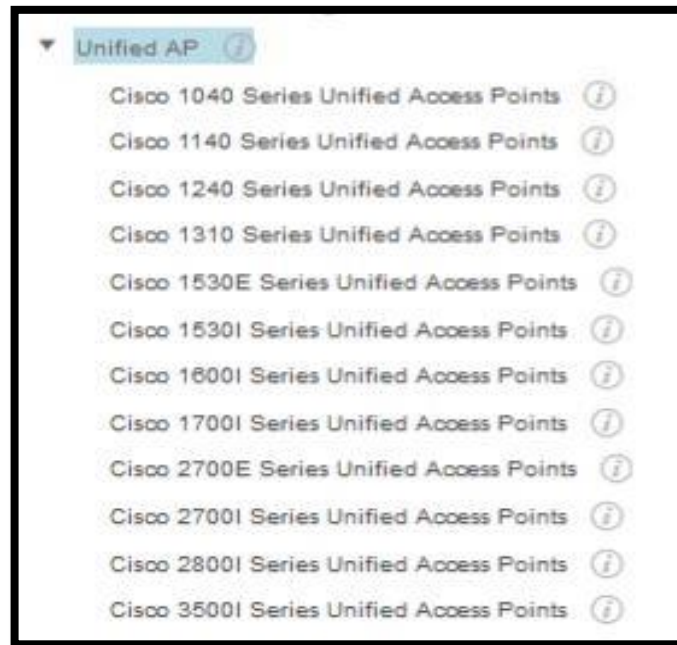 Unified AP
Cisco 1040 Series Unified Access Points
Cisco 1140 Series Unified Access Points
Cisco 1240 Series Unified Access Points
Cisco 1310 Series Unified Access Points
Cisco 1530E Series Unified Access Points
Cisco 1530I Series Unified Access Points
Cisco 1600I Series Unified Access Points
Cisco 1700I Series Unified Access Points
Cisco 2700E Series Unified Access Points
Cisco 2700I Series Unified Access Points
Cisco 2800I Series Unified Access Points
Cisco 3500I Series Unified Access Points